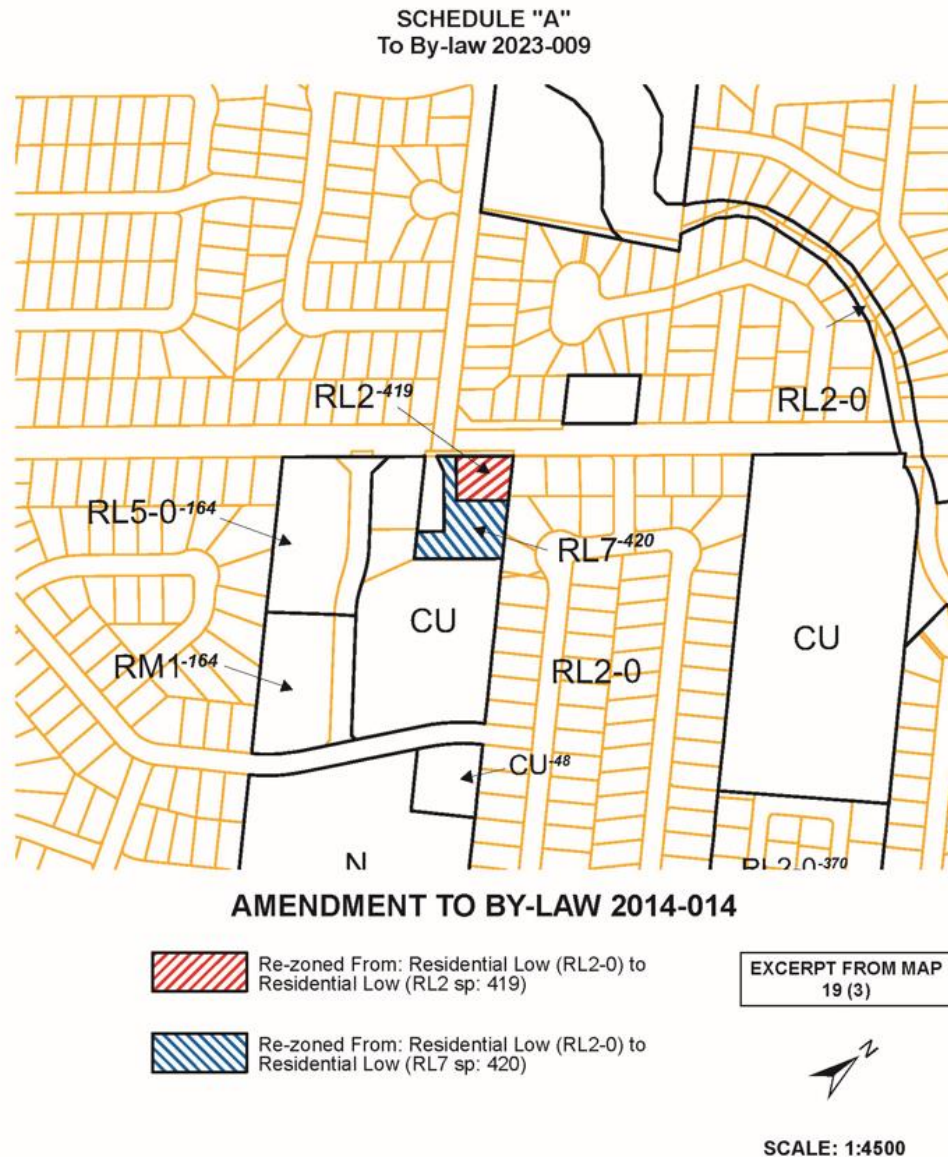 SCHEDULE "A"
To By-law 2023-009
RL2-419
RL2-0
RL5-0-164
RL7-420
CU
CU
RM1-164
RL2-0
CU-48
N
RL2-0-370
AMENDMENT TO BY-LAW 2014-014
Re-zoned From: Residential Low (RL2-0) to
Residential Low (RL2 sp: 419)
EXCERPT FROM MAP
19 (3)
Re-zoned From: Residential Low (RL2-0) to
Residential Low (RL7 sp: 420)
N
SCALE: 1:4500